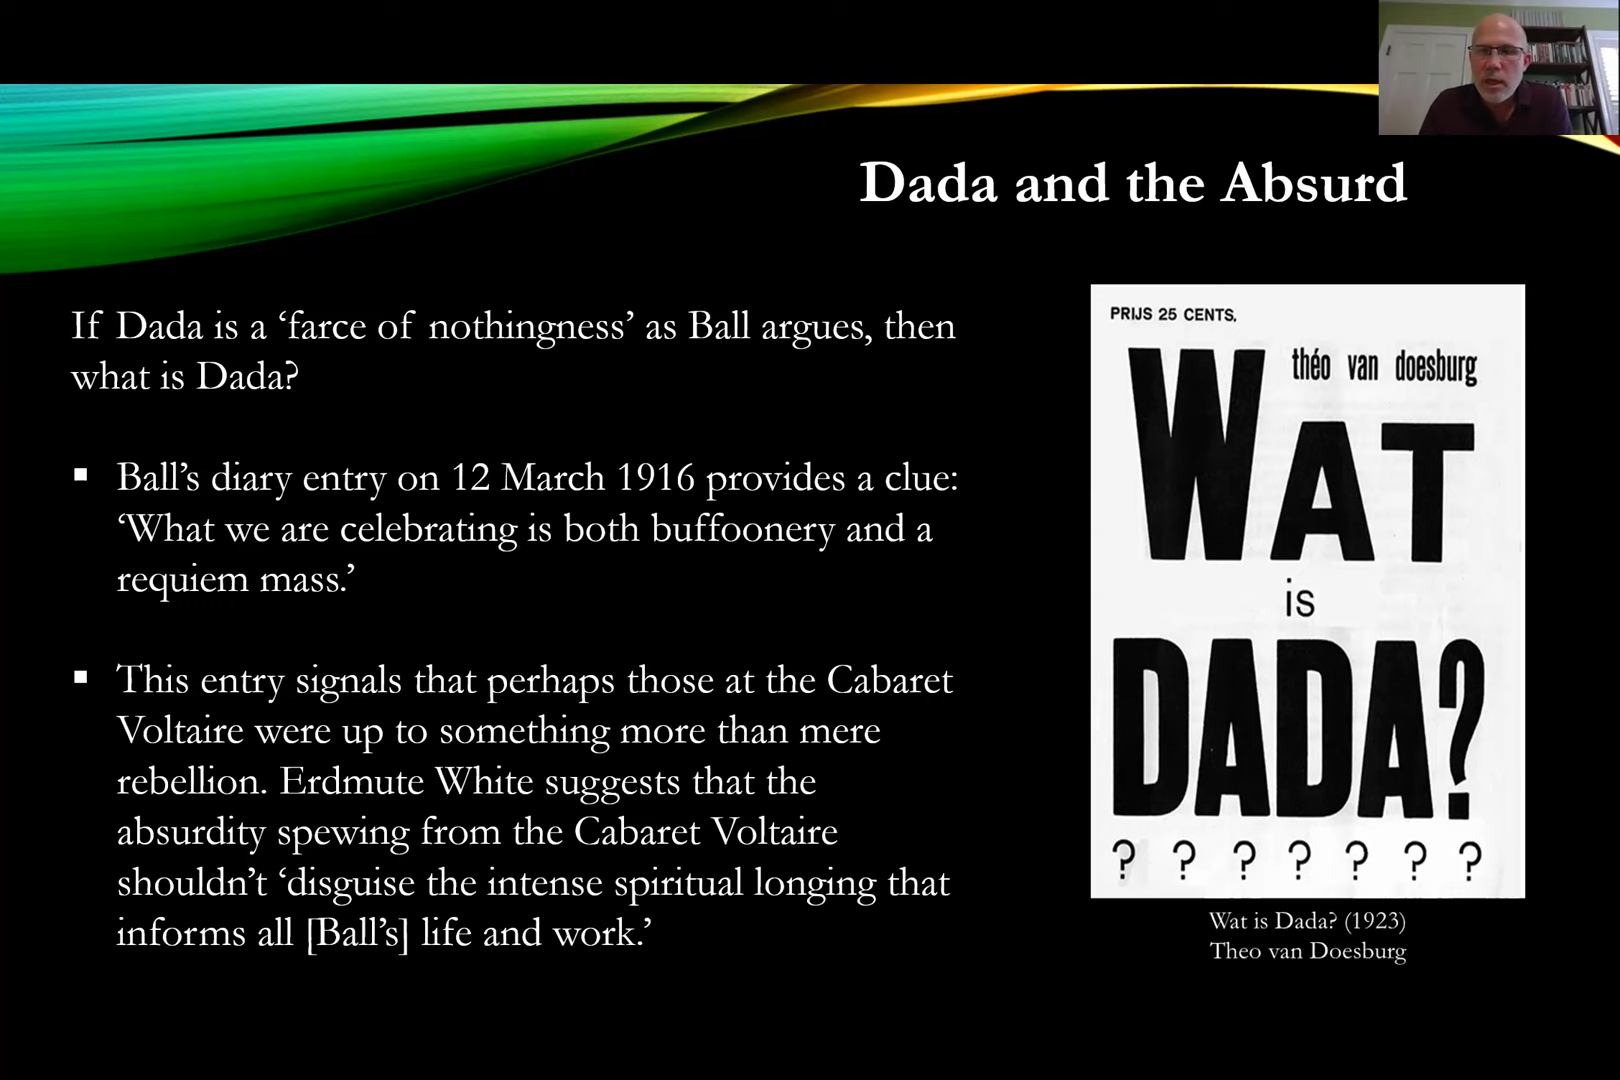 Dada and the Absurd
If Dada is a ‘farce of nothingness’ as Ball argues, then
what is Dada?
▪ Ball’s diary entry on 12 March 1916 provides a clue:
‘What we are celebrating is both buffoonery and a
requiem mass.’
▪ This entry signals that perhaps those at the Cabaret
Voltaire were up to something more than mere
rebellion. Erdmute White suggests that the
absurdity spewing from the Cabaret Voltaire
shouldn’t ‘disguise the intense spiritual longing that
informs all [Ball’s] life and work.’
PRIJS 25 CENTS.
théo van doesburg
WAT
is
DADA?
? ? ? ? ? ? ?
Wat is Dada? (1923)
Theo van Doesburg